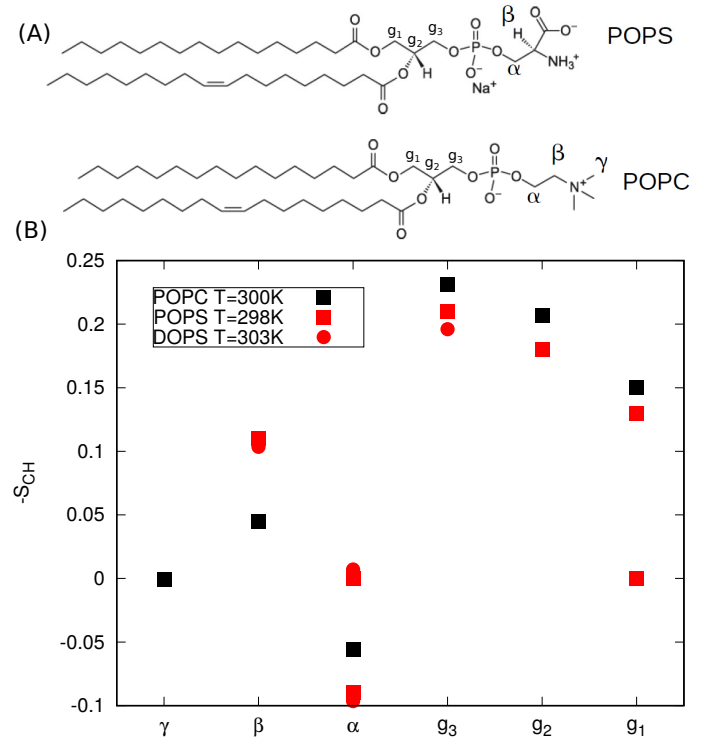 (A)
POPS
O
O
g1
g2
g3
H
O
O
O
P
O−
Na+
O
α
β
H
O
O−
NH3+
POPC
O
O
g1
g2
g3
H
O
O
O
O
P
O−
O
α
β
N+
γ
(B)
POPC T=300K
POPS T=298K
DOPS T=303K
-SCH
0.25
0.2
0.15
0.1
0.05
0
-0.05
-0.1
γ β α g3 g2 g1